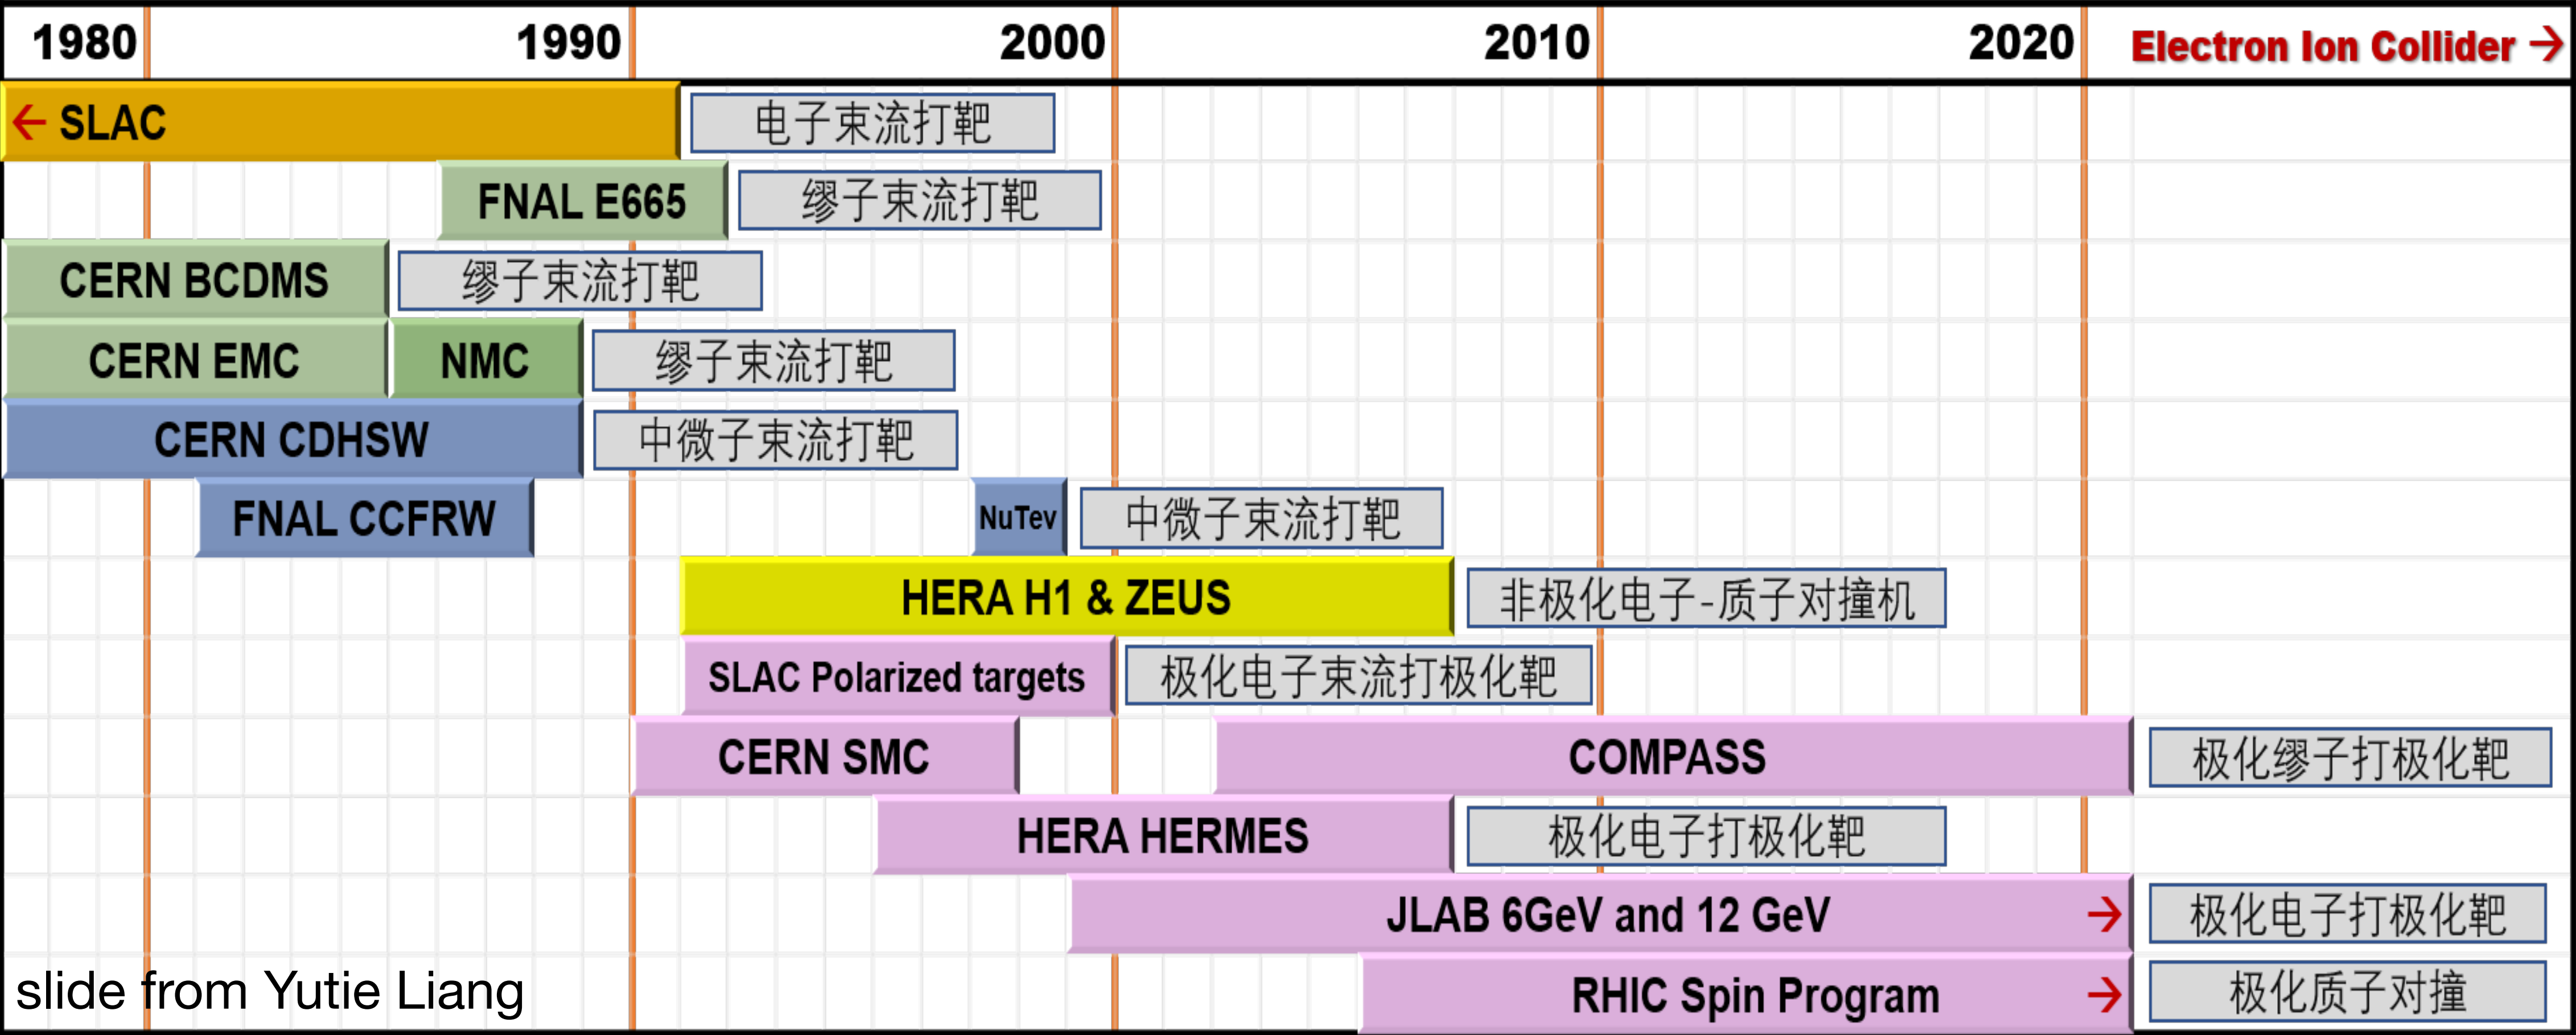 1980 1990 2000 2010 2020 Electron Ion Collider →
← SLAC 电子束流打靶
FNAL E665 缪子束流打靶
CERN BCDMS 缪子束流打靶
CERN EMC NMC 缪子束流打靶
CERN CDHSW 中微子束流打靶
FNAL CCFRW NuTev 中微子束流打靶
HERA H1 & ZEUS 非极化电子-质子对撞机
SLAC Polarized targets 极化电子束流打极化靶
CERN SMC COMPASS 极化缪子打极化靶
HERA HERMES 极化电子打极化靶
JLAB 6GeV and 12 GeV → 极化电子打极化靶
slide from Yutie Liang RHIC Spin Program → 极化质子对撞